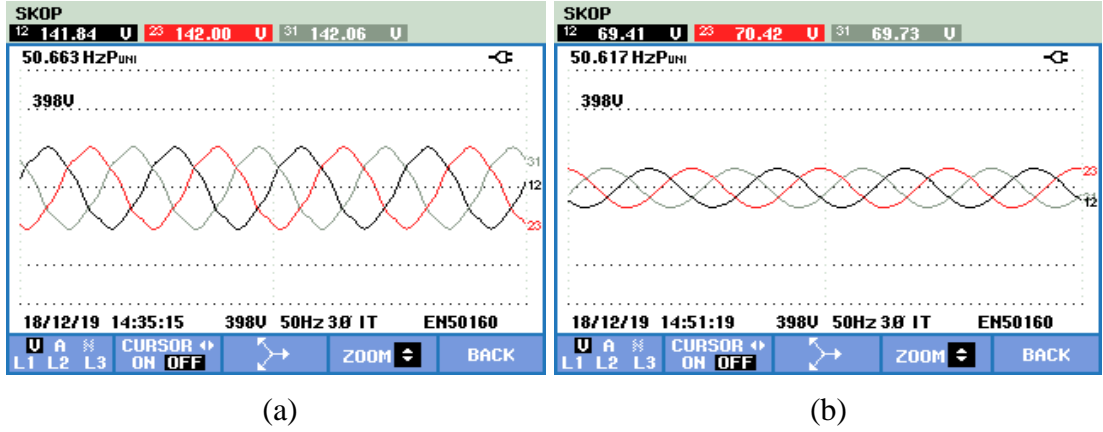 SKOP
12 141.84 V 23 142.00 V 31 142.06 V
50.663 HzPUNI
398V
31
12
23
18/12/19 14:35:15 398V 50Hz 3.Ø IT EN50160
V A ※ CURSOR
L1 L2 L3 ON OFF
ZOOM
BACK
SKOP
12 69.41 V 23 70.42 V 31 69.73 V
50.617 HzPUNI
398V
23
31
12
18/12/19 14:51:19 398V 50Hz 3.Ø IT EN50160
V A ※ CURSOR
L1 L2 L3 ON OFF
ZOOM
BACK
(a)
(b)